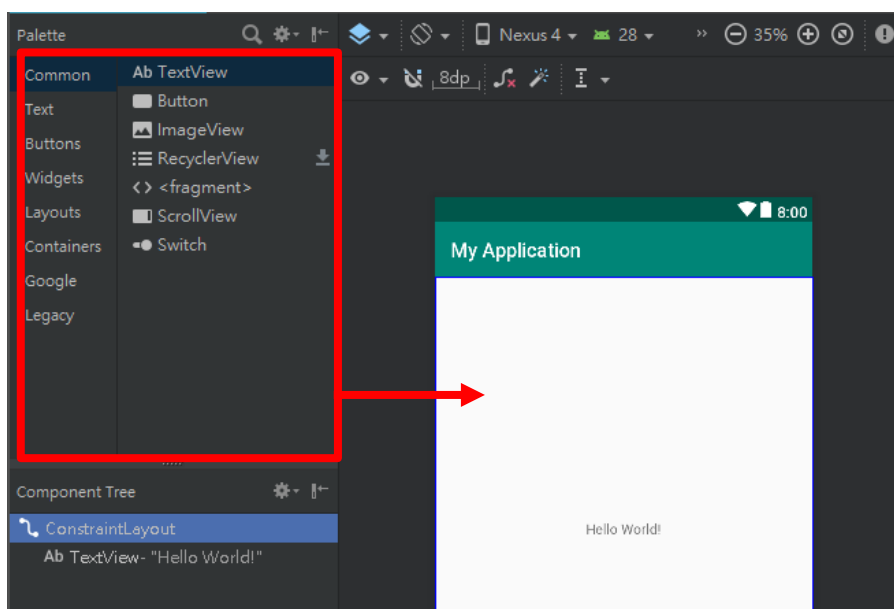 Palette
Nexus 4
28
35%
Common
Text
Buttons
Widgets
Layouts
Containers
Google
Legacy
Ab TextView
Button
ImageView
RecyclerView
<fragment>
ScrollView
Switch
8dp
8:00
My Application
Hello World!
Component Tree
ConstraintLayout
Ab TextView- "Hello World!"